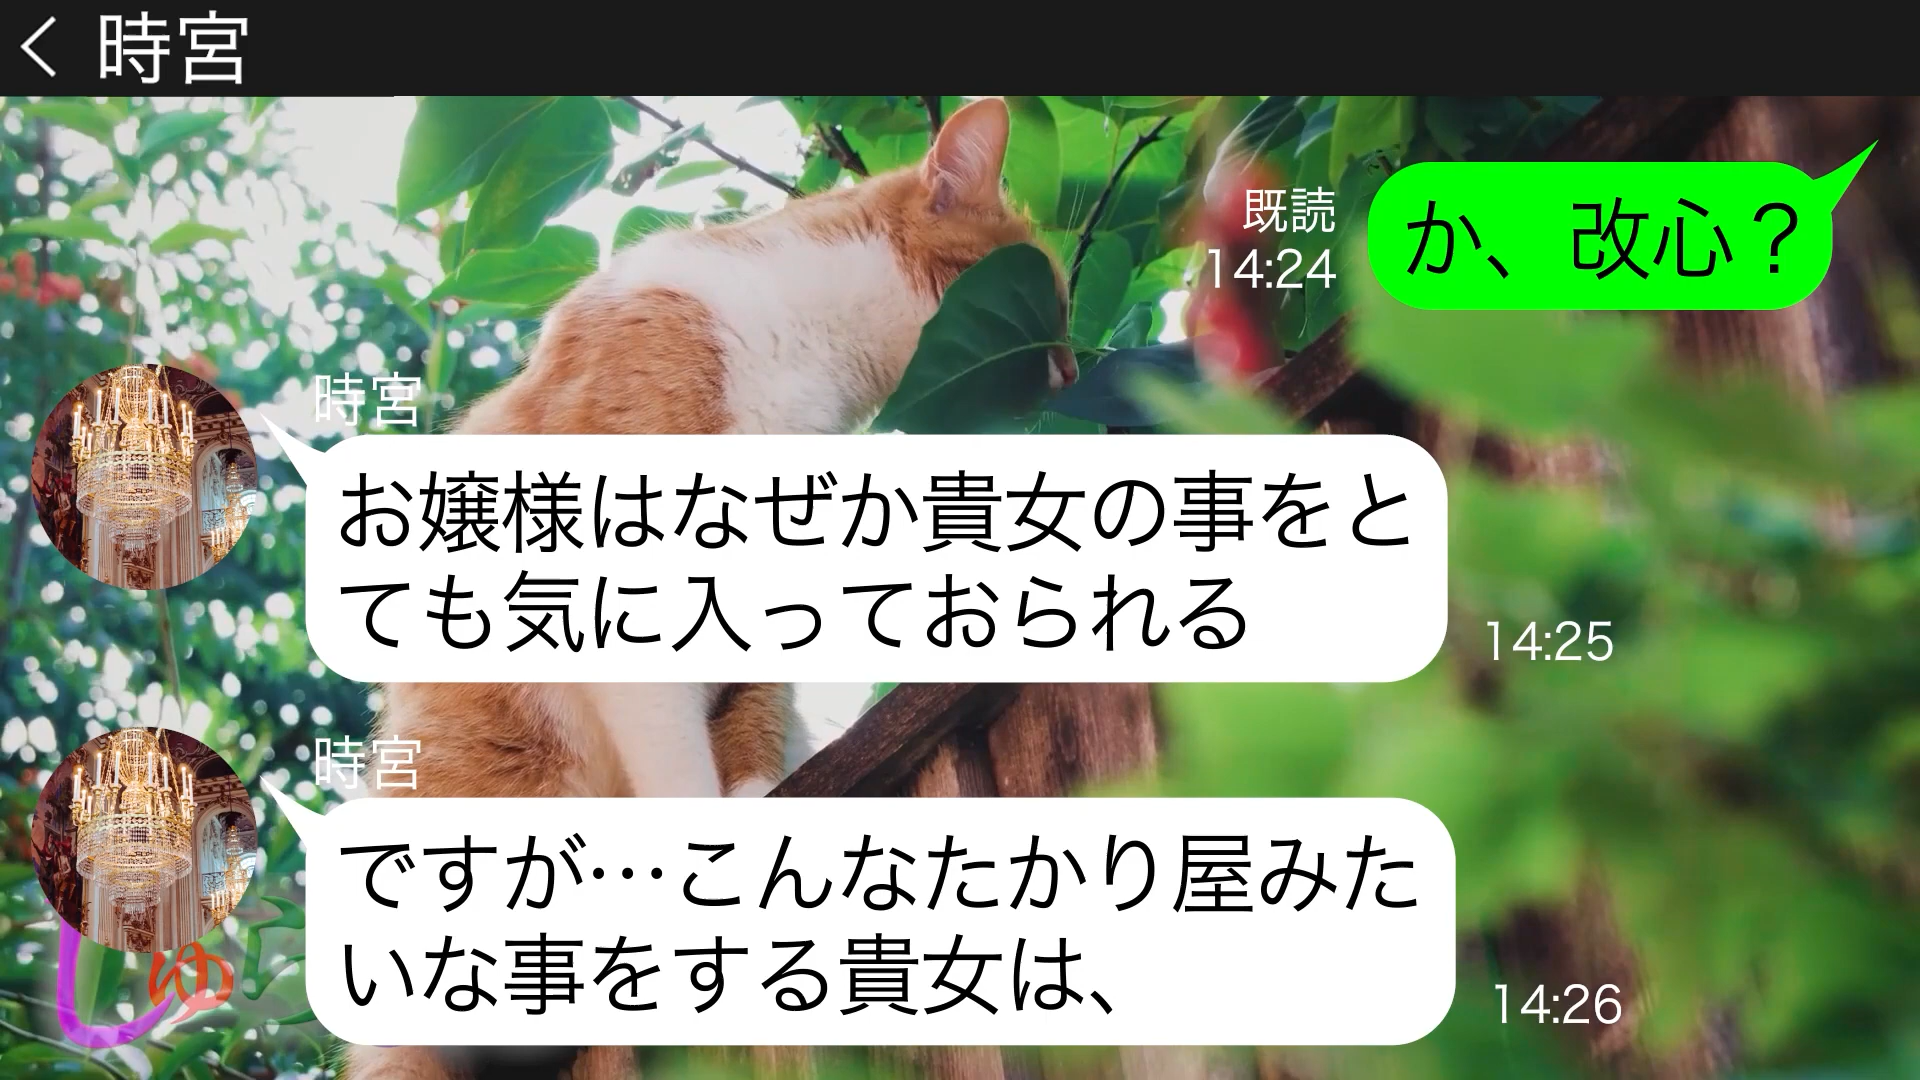 時宮
か、改心？
既読
14:24
時宮
お嬢様はなぜか貴女の事をと
ても気に入っておられる
14:25
時宮
ですが…こんなたかり屋みた
いな事をする貴女は、
14:26
しゅ